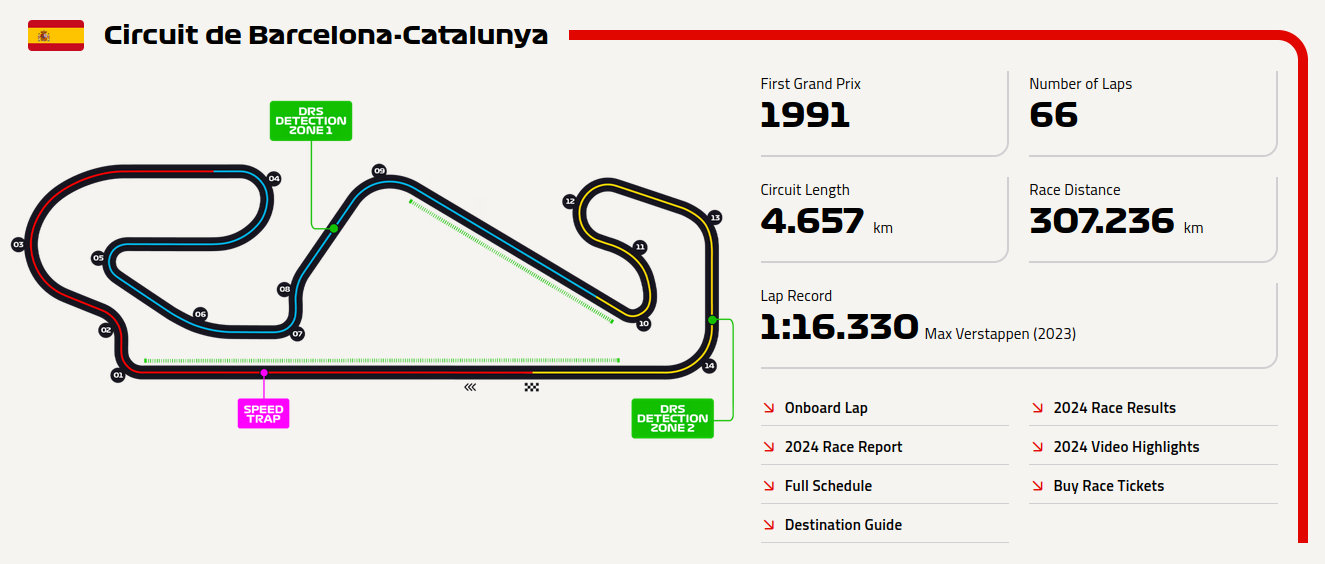 Circuit de Barcelona-Catalunya
DRS
DETECTION
ZONE 1
04
09
12
13
03
05
11
08
06
02
07
10
01
14
SPEED
TRAP
DRS
DETECTION
ZONE 2
First Grand Prix
1991
Number of Laps
66
Circuit Length
4.657 km
Race Distance
307.236 km
Lap Record
1:16.330 Max Verstappen (2023)
Onboard Lap
2024 Race Results
2024 Race Report
2024 Video Highlights
Full Schedule
Buy Race Tickets
Destination Guide